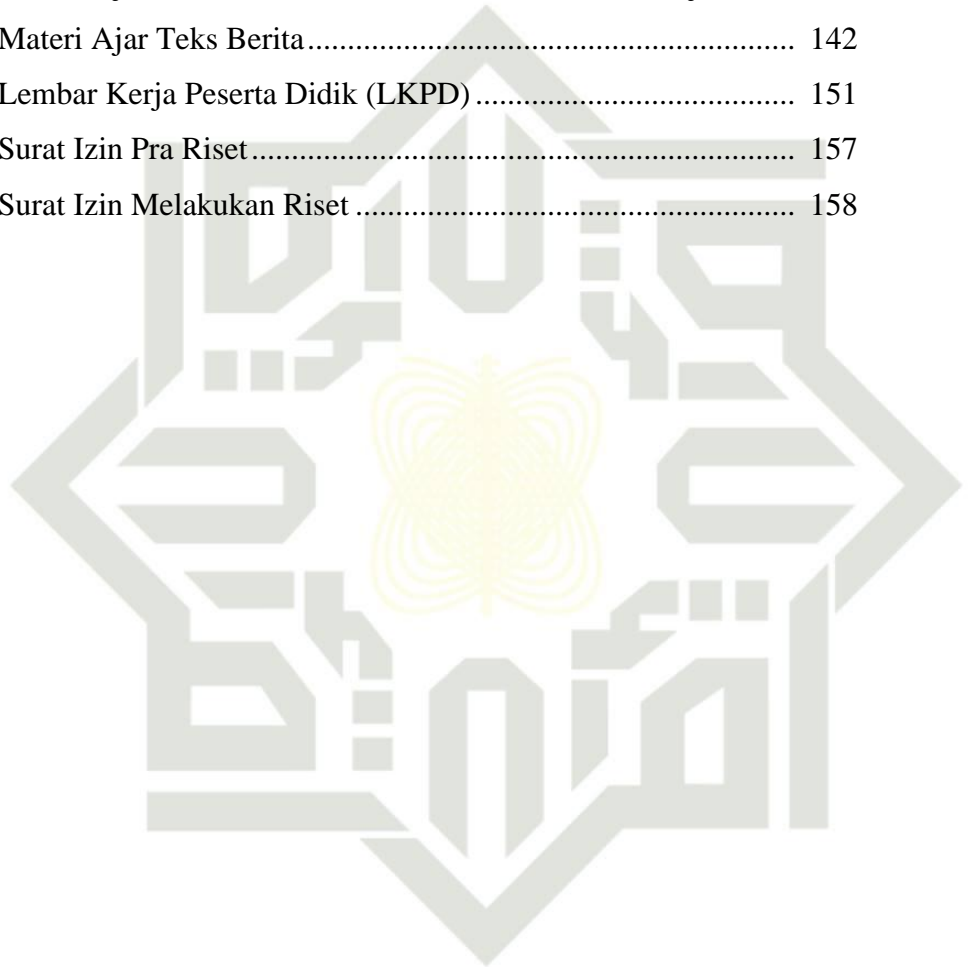 Materi Ajar Teks Berita ............................................................. 142
Lembar Kerja Peserta Didik (LKPD) ........................................ 151
Surat Izin Pra Riset .................................................................... 157
Surat Izin Melakukan Riset ....................................................... 158